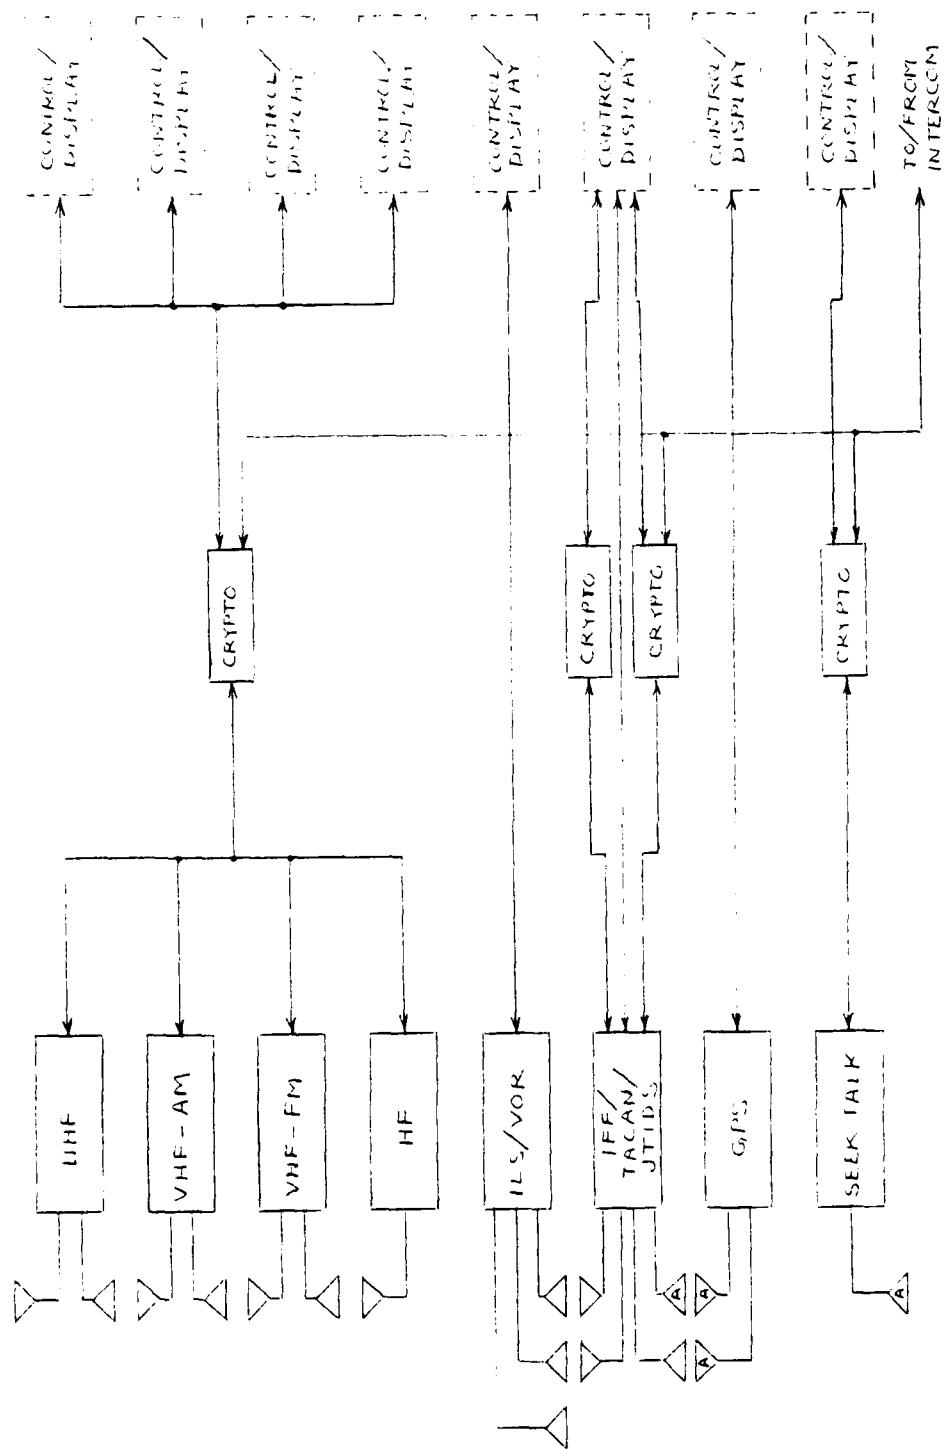 CONTROL/
DISPLAY
CONTROL/
DISPLAY
CONTROL/
DISPLAY
CONTROL/
DISPLAY
CONTROL/
DISPLAY
CONTROL/
DISPLAY
CONTROL/
DISPLAY
CONTROL/
DISPLAY
TO/FROM
INTERCOM
CRYPTO
CRYPTO
CRYPTO
CRYPTO
UHF
VHF-AM
VHF-FM
HF
ILS/VOR
IFF/
TACAN/
JTIDS
GPS
SEEK TALK
A
A
A
A